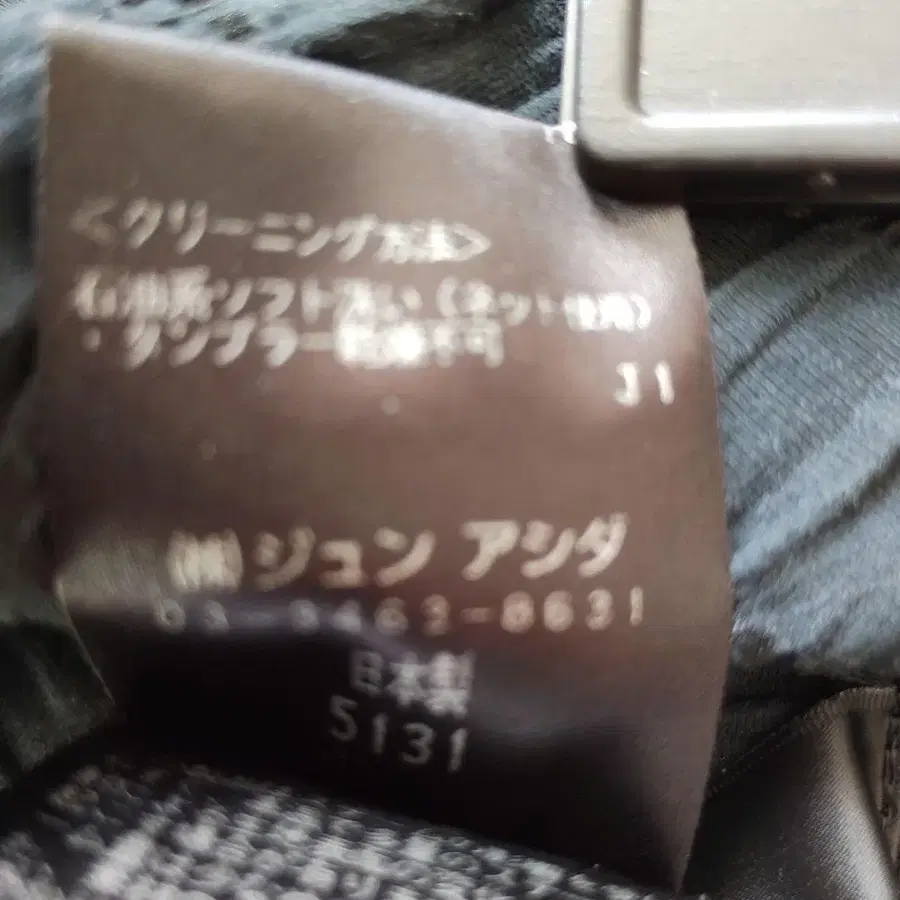 <クリーニング方法>
石油系ソフト洗い(ネット使用)
・タンブラー乾燥不可
31
㈱ジュン アシダ
03-3463-8631
日本製
5131